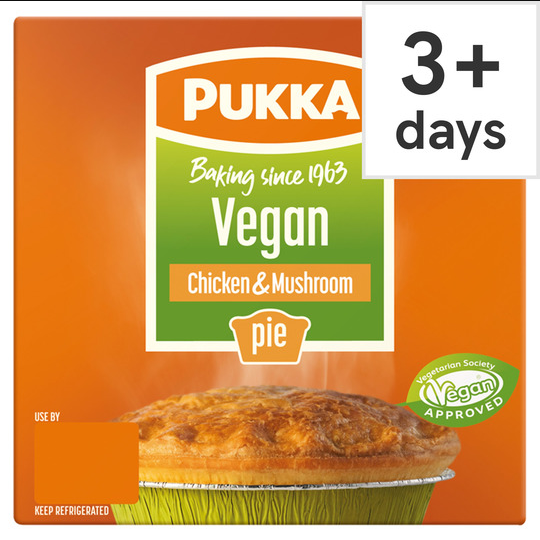 PUKKA
3+
days
Baking since 1963
Vegan
Chicken & Mushroom
pie
Vegetarian Society
Vegan
APPROVED
USE BY
KEEP REFRIGERATED